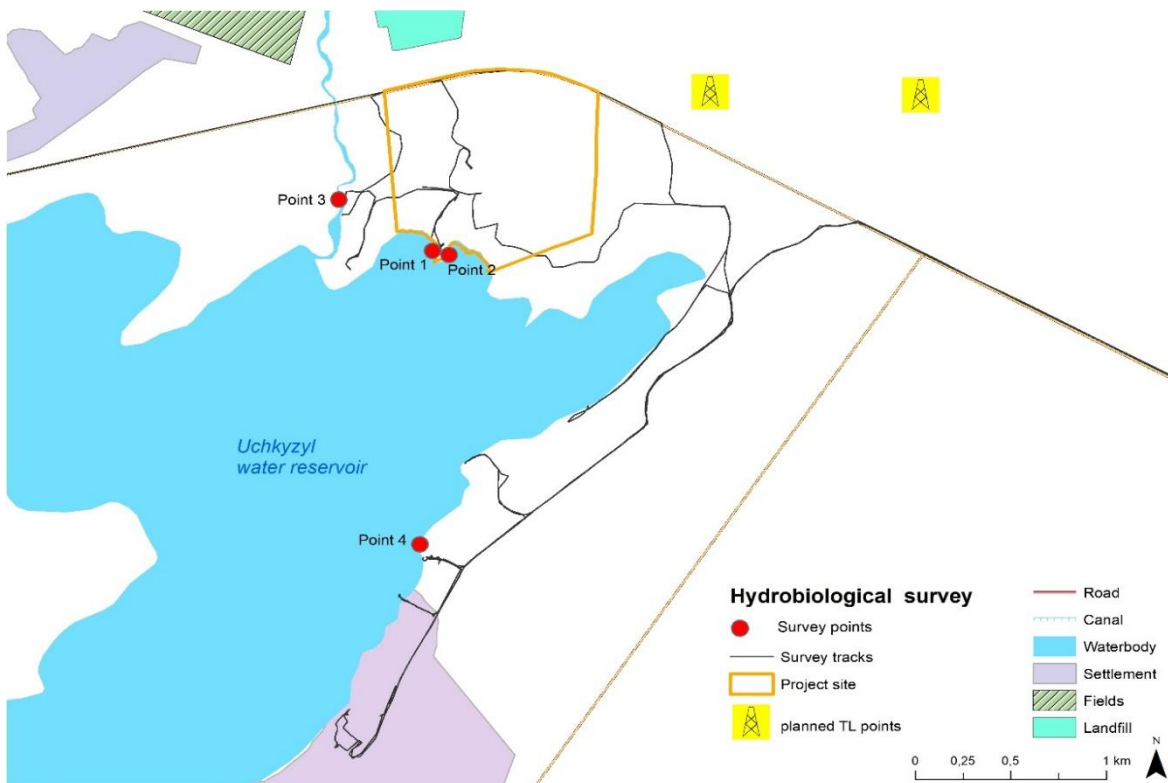 Point 3
Point 1
Point 2
Uchkyzyl
water reservoir
Point 4
Hydrobiological survey
Survey points
Survey tracks
Project site
planned TL points
Road
Canal
Waterbody
Settlement
Fields
Landfill
N
0 0,25 0,5 1 km